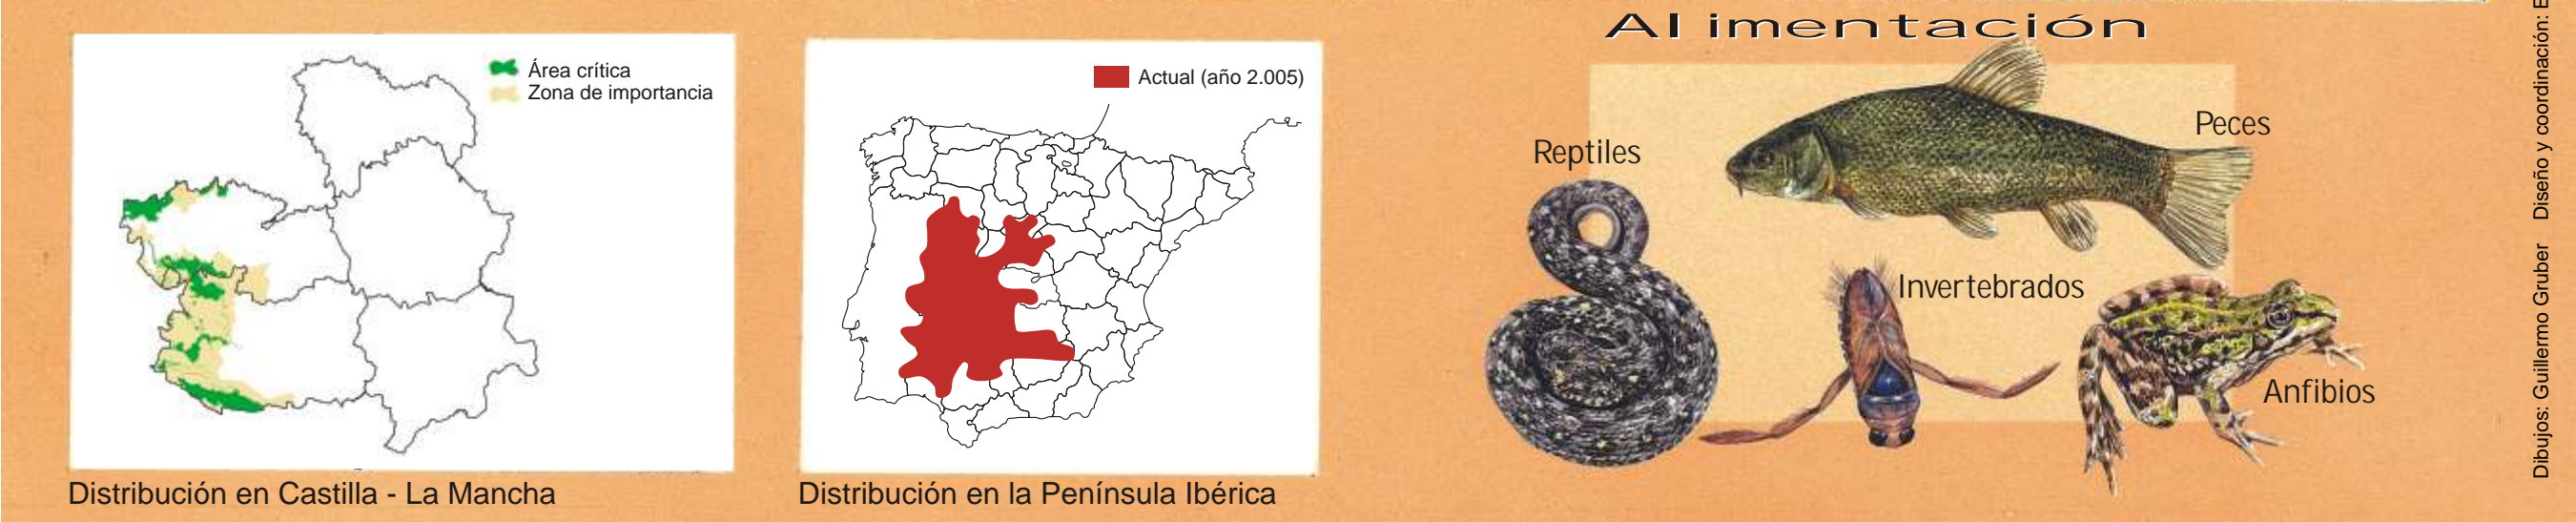 Área crítica
Zona de importancia
Distribución en Castilla - La Mancha
Actual (año 2.005)
Distribución en la Península Ibérica
Al imentación
Reptiles
Peces
Invertebrados
Anfibios
Dibujos: Guillermo Gruber Diseño y coordinación: